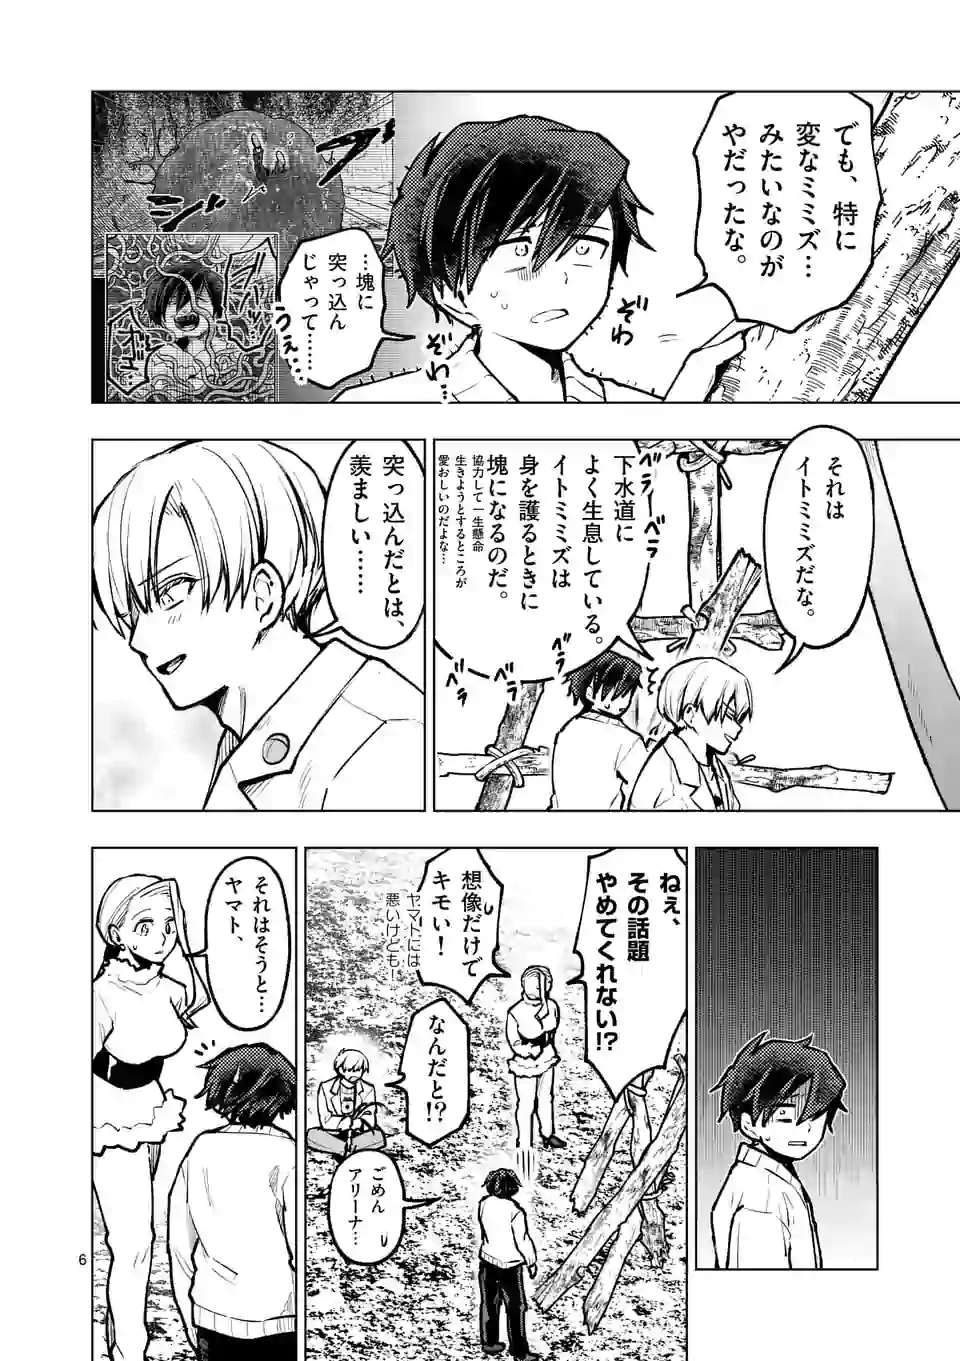 でも、特に
変なミミズ…
みたいなのが
やだったな。
…塊に
突っ込ん
じゃって……
うぇ…
ぞわ
ぞわ…
それは
イトミミズだな。
下水道に
よく生息している。
イトミミズは
身を護るときに
塊になるのだ。
協力して一生懸命
生きようとするところが
愛おしいのだよな…
ベラ
ベラ
ベラ
ベラ
突っ込んだとは、
羨ましい……
ねぇ、
その話題
やめてくれない!?
想像だけで
キモい!
ヤマトには
悪いけども!
なんだと!?
ごめん
アリーナ…
それはそうと…
ヤマト、
6